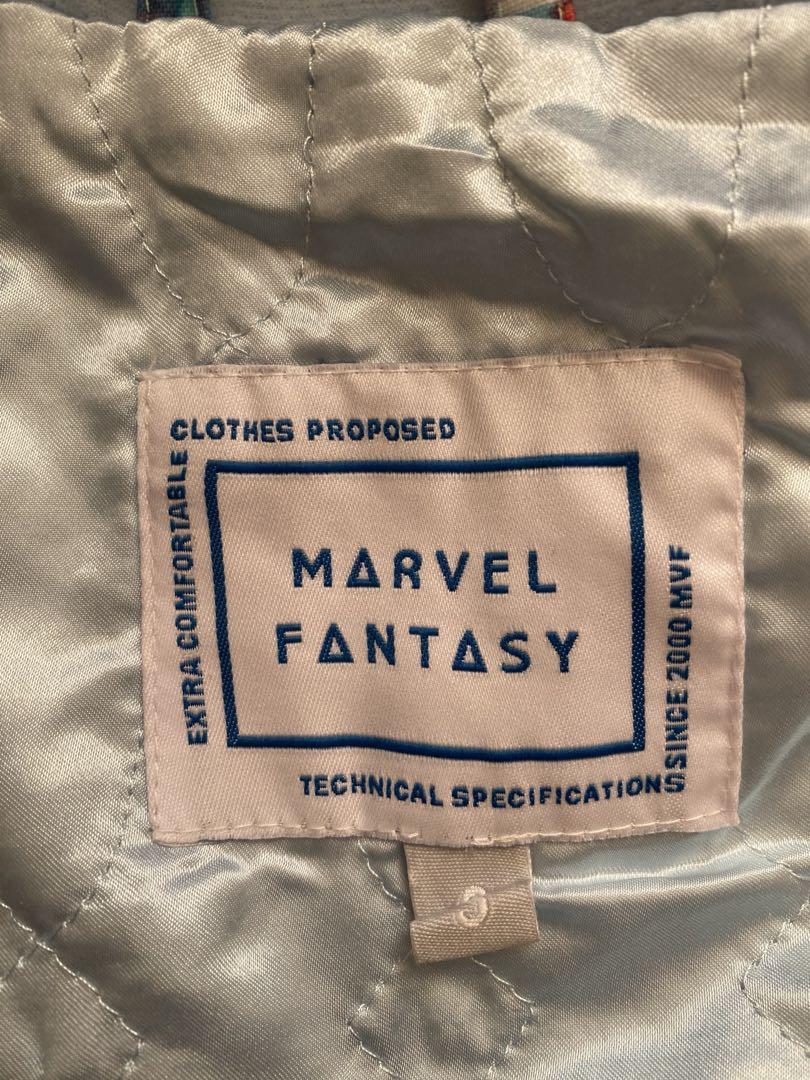 CLOTHES PROPOSED
EXTRA COMFORTABLE
MARVEL
FANTASY
SINCE 2000 MVF
TECHNICAL SPECIFICATIONS